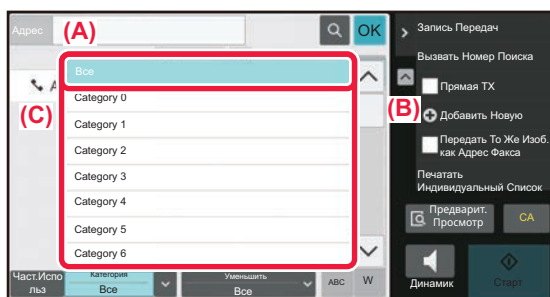 Адрес
(A)
OK
Все
A
(C)
Category 0
Category 1
Category 2
Category 3
Category 4
Category 5
Category 6
Част.Испо
льз
Категория
Все
Уменьшить
Все
ABC
W
Запись Передач
Вызвать Номер Поиска
Прямая TX
(B)
Добавить Новую
Передать То Же Изоб.
как Адрес Факса
Печатать
Индивидуальный Список
Предварит.
Просмотр
CA
Динамик
Старт